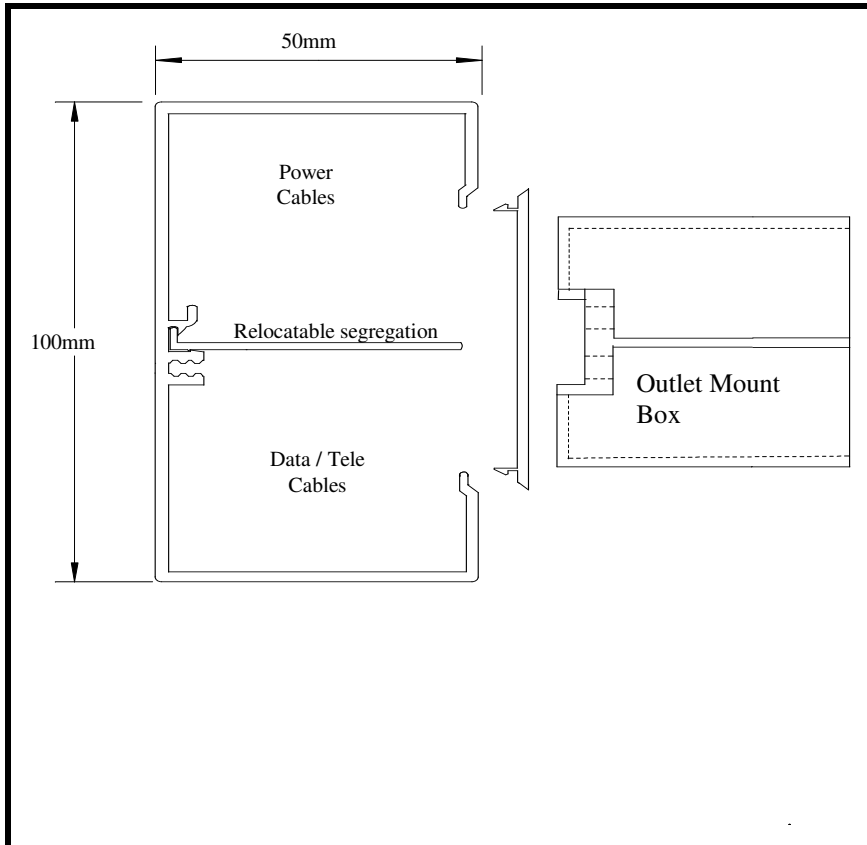 50mm
Power
Cables
100mm
Relocatable segregation
Outlet Mount
Box
Data / Tele
Cables